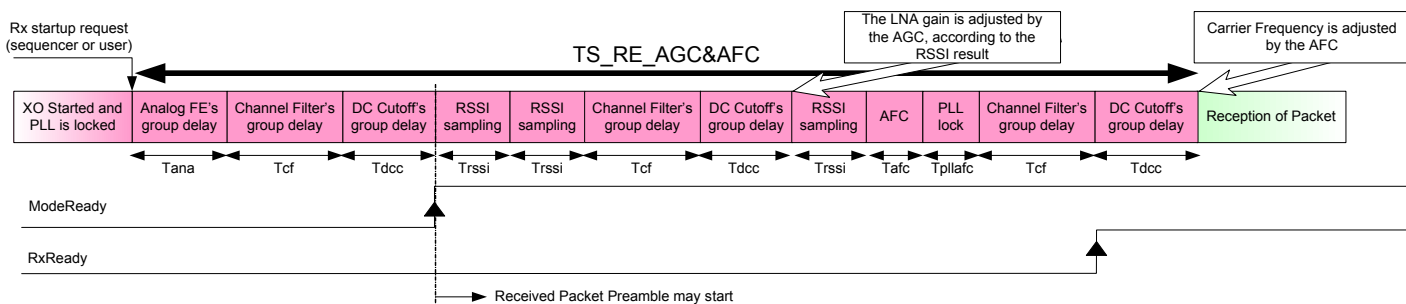 Rx startup request
(sequencer or user)
TS_RE_AGC&AFC
The LNA gain is adjusted by
the AGC, according to the
RSSI result
Carrier Frequency is adjusted
by the AFC
XO Started and
PLL is locked
Analog FE's
group delay
Channel Filter's
group delay
DC Cutoff's
group delay
RSSI
sampling
RSSI
sampling
Channel Filter's
group delay
DC Cutoff's
group delay
RSSI
sampling
AFC
PLL
lock
Channel Filter's
group delay
DC Cutoff's
group delay
Reception of Packet
Tana
Tcf
Tdcc
Trssi
Trssi
Tcf
Tdcc
Trssi
Tafc
Tpllafc
Tcf
Tdcc
ModeReady
RxReady
Received Packet Preamble may start